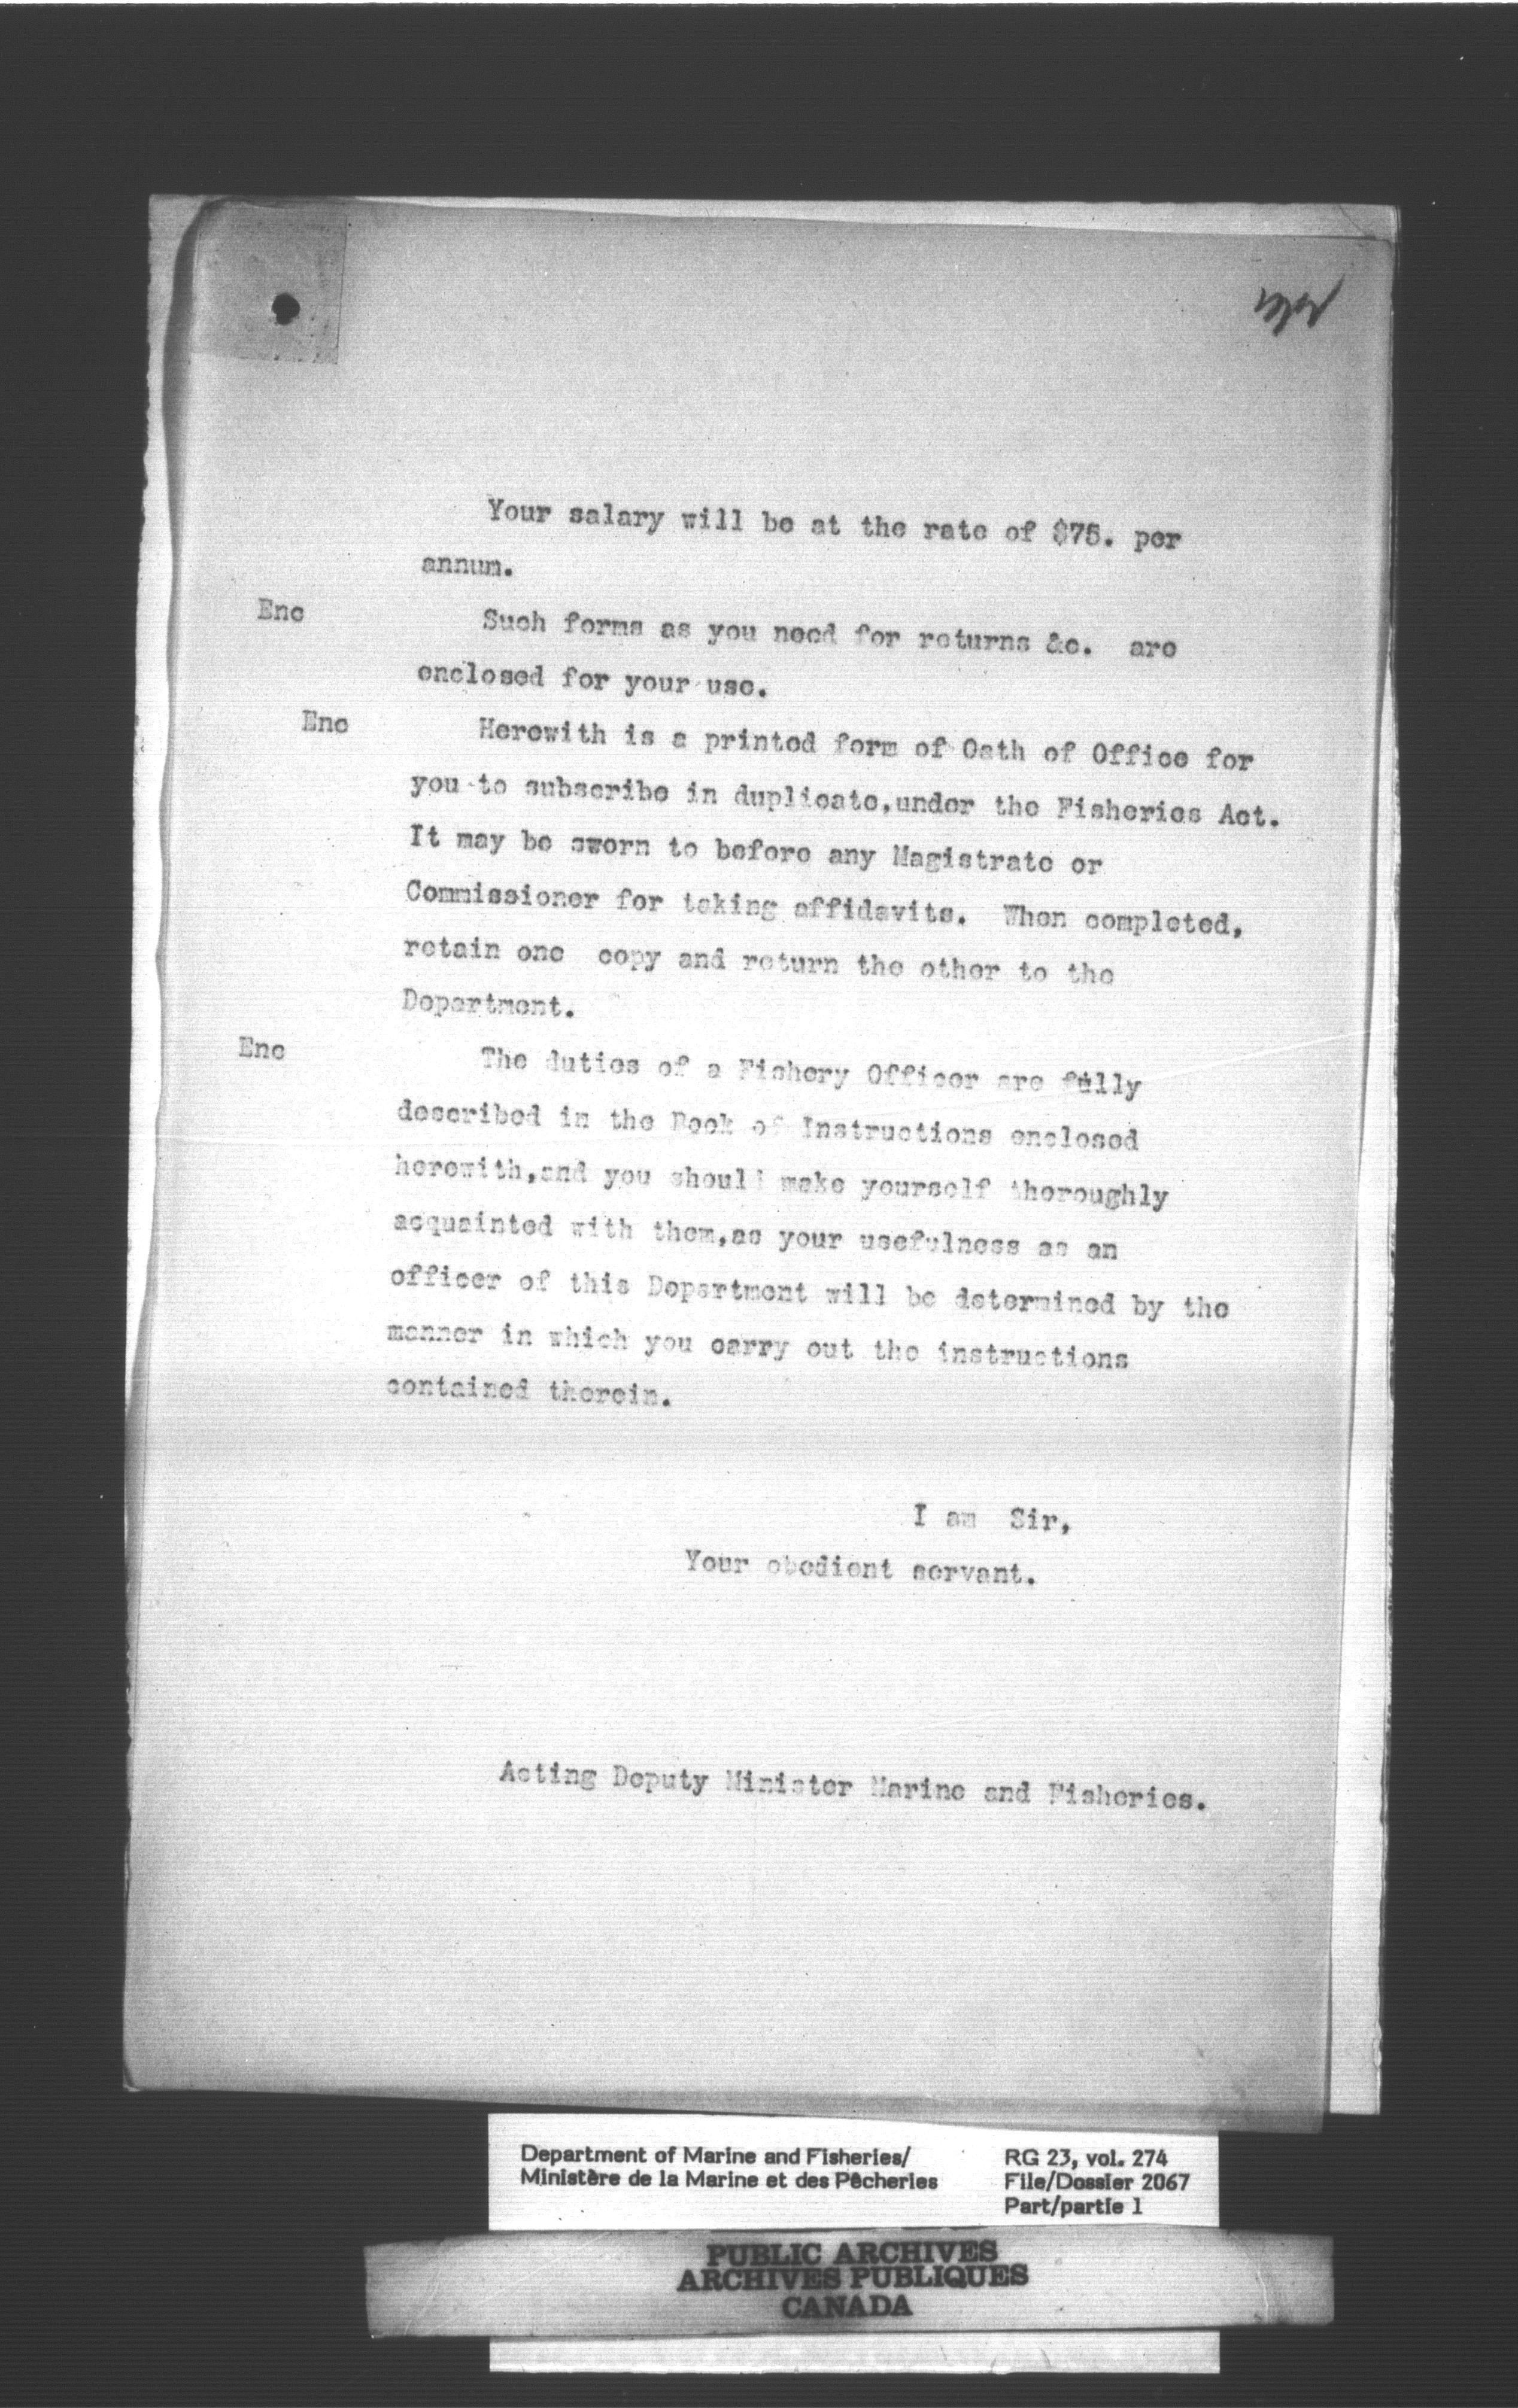 Your salary will be at the rate of $75. per
annum.
Enc
Such forms as you need for returns &c. are
enclosed for your use.
Enc
Herewith is a printed form of Oath of Office for
you to subscribe in duplicate,under the Fisheries Act.
It may be sworn to before any Magistrate or
Commissioner for taking affidavits. When completed,
retain one copy and return the other to the
Department.
Enc
The duties of a Fishery Officer are fully
described in the Book of Instructions enclosed
herewith,and you should make yourself thoroughly
acquainted with them,as your usefulness as an
officer of this Department will be determined by the
manner in which you carry out the instructions
contained therein.
I am Sir,
Your obedient servant.
Acting Deputy Minister Marine and Fisheries.
Department of Marine and Fisheries/
Ministère de la Marine et des Pêcheries
RG 23, vol. 274
File/Dossier 2067
Part/partie 1
PUBLIC ARCHIVES
ARCHIVES PUBLIQUES
CANADA